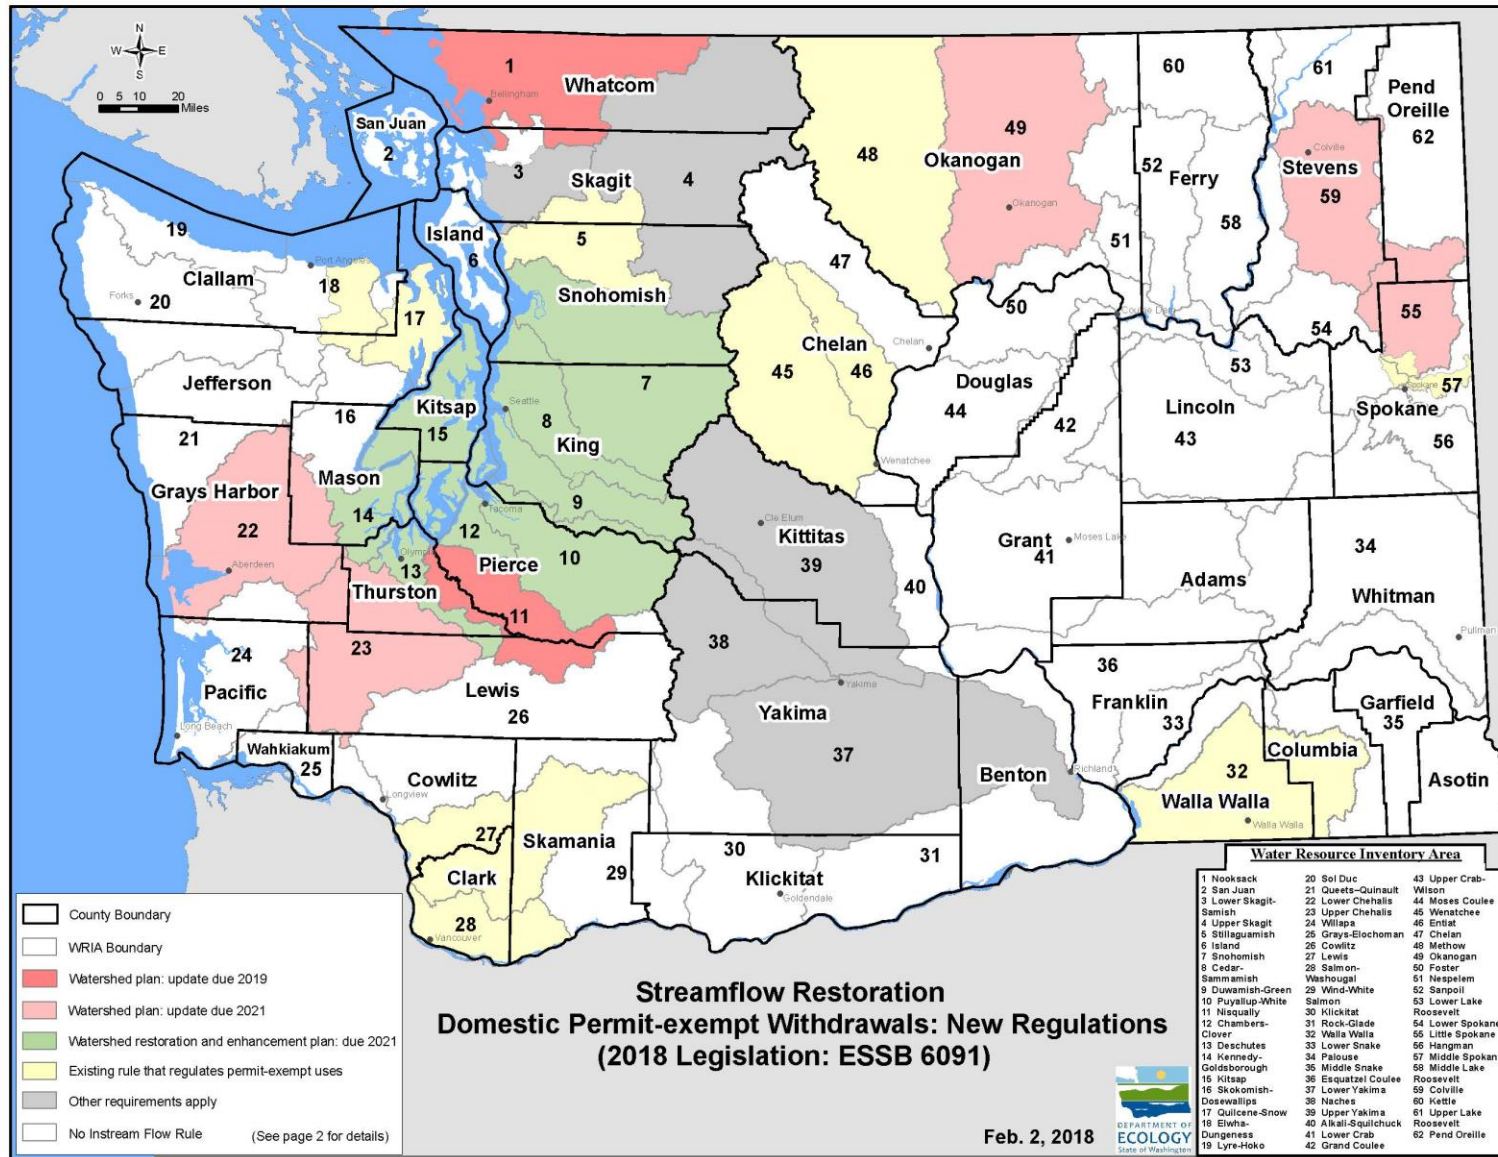 N
W E
S
0 5 10 20
Miles
1
Whatcom
Bellingham
San Juan
2
3
Skagit
4
48
49
Okanogan
Okanogan
60
61
Pend
Oreille
62
52
Ferry
58
Colville
Stevens
59
19
Clallam
Forks
20
Port Angeles
18
17
Island
6
5
Snohomish
47
51
50
Chelan
Chelan
45
46
54
55
53
Spokane
57
Jefferson
16
Kitsap
15
7
Seattle
8
King
Douglas
44
42
Lincoln
43
Spokane
56
21
Mason
Grays Harbor
14
22
Aberdeen
9
Tacoma
12
10
Wenatchee
Cle Elum
Kittitas
39
40
Grant
41
Moses Lake
Adams
34
Whitman
Pullman
13
Thurston
Pierce
11
24
23
Pacific
Long Beach
Lewis
26
38
Yakima
Yakima
37
36
Franklin
33
Garfield
35
Columbia
Asotin
Wahkiakum
25
Cowlitz
Longview
Benton
Richland
32
Walla Walla
Walla Walla
27
Skamania
Clark
28
Vancouver
29
30
31
Klickitat
Goldendale
County Boundary
WRIA Boundary
Watershed plan: update due 2019
Watershed plan: update due 2021
Watershed restoration and enhancement plan: due 2021
Existing rule that regulates permit-exempt uses
Other requirements apply
No Instream Flow Rule (See page 2 for details)
Streamflow Restoration
Domestic Permit-exempt Withdrawals: New Regulations
(2018 Legislation: ESSB 6091)
Feb. 2, 2018
DEPARTMENT OF
ECOLOGY
State of Washington
Water Resource Inventory Area
1 Nooksack
2 San Juan
3 Lower Skagit-
Samish
4 Upper Skagit
5 Stillaguamish
6 Island
7 Snohomish
8 Cedar-
Sammamish
9 Duwamish-Green
10 Puyallup-White
11 Nisqually
12 Chambers-
Clover
13 Deschutes
14 Kennedy-
Goldsborough
15 Kitsap
16 Skokomish-
Dosewallips
17 Quilcene-Snow
18 Elwha-
Dungeness
19 Lyre-Hoko
20 Sol Duc
21 Queets-Quinault
22 Lower Chehalis
23 Upper Chehalis
24 Willapa
25 Grays-Elochoman
26 Cowlitz
27 Lewis
28 Salmon-
Washougal
29 Wind-White
Salmon
30 Klickitat
31 Rock-Glade
32 Walla Walla
33 Lower Snake
34 Palouse
35 Middle Snake
36 Esquatzel Coulee
37 Lower Yakima
38 Naches
39 Upper Yakima
40 Alkali-Squilchuck
41 Lower Crab
42 Grand Coulee
43 Upper Crab-
Wilson
44 Moses Coulee
45 Wenatchee
46 Entiat
47 Chelan
48 Methow
49 Okanogan
50 Foster
51 Nespelem
52 Sanpoil
53 Lower Lake
Roosevelt
54 Lower Spokane
55 Little Spokane
56 Hangman
57 Middle Spokan
58 Middle Lake
Roosevelt
59 Colville
60 Kettle
61 Upper Lake
Roosevelt
62 Pend Oreille